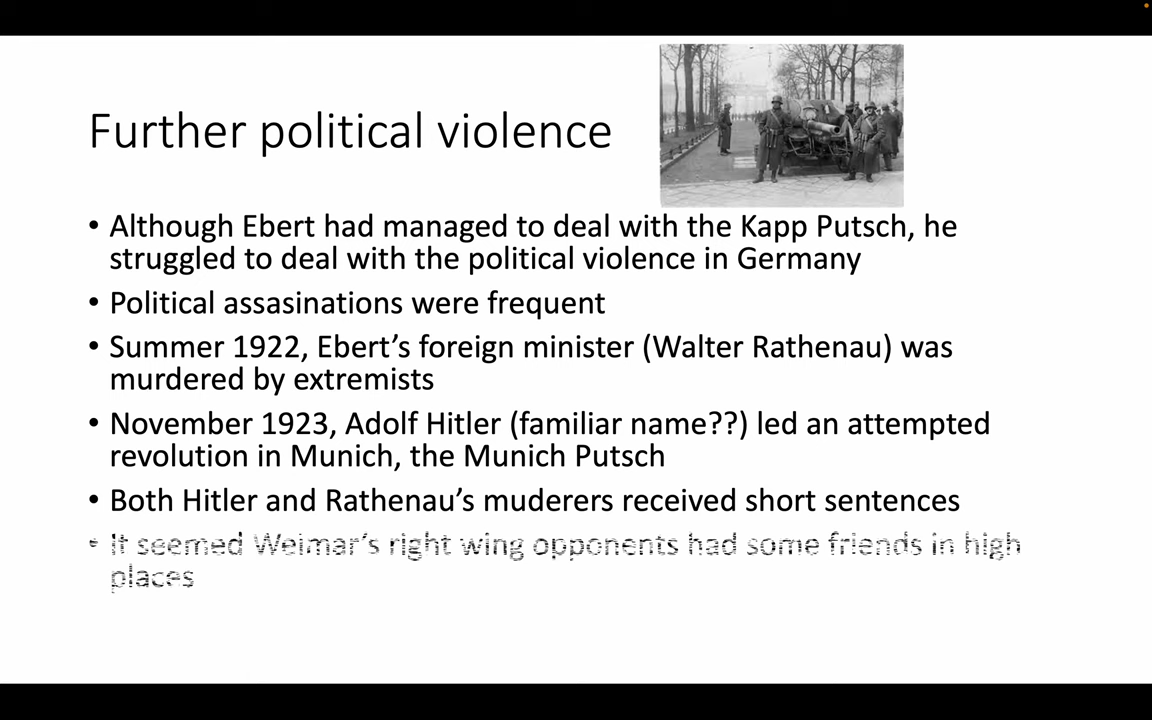 Further political violence
• Although Ebert had managed to deal with the Kapp Putsch, he
struggled to deal with the political violence in Germany
• Political assasinations were frequent
• Summer 1922, Ebert’s foreign minister (Walter Rathenau) was
murdered by extremists
• November 1923, Adolf Hitler (familiar name??) led an attempted
revolution in Munich, the Munich Putsch
• Both Hitler and Rathenau’s muderers received short sentences
• It seemed Weimar’s right wing opponents had some friends in high
places